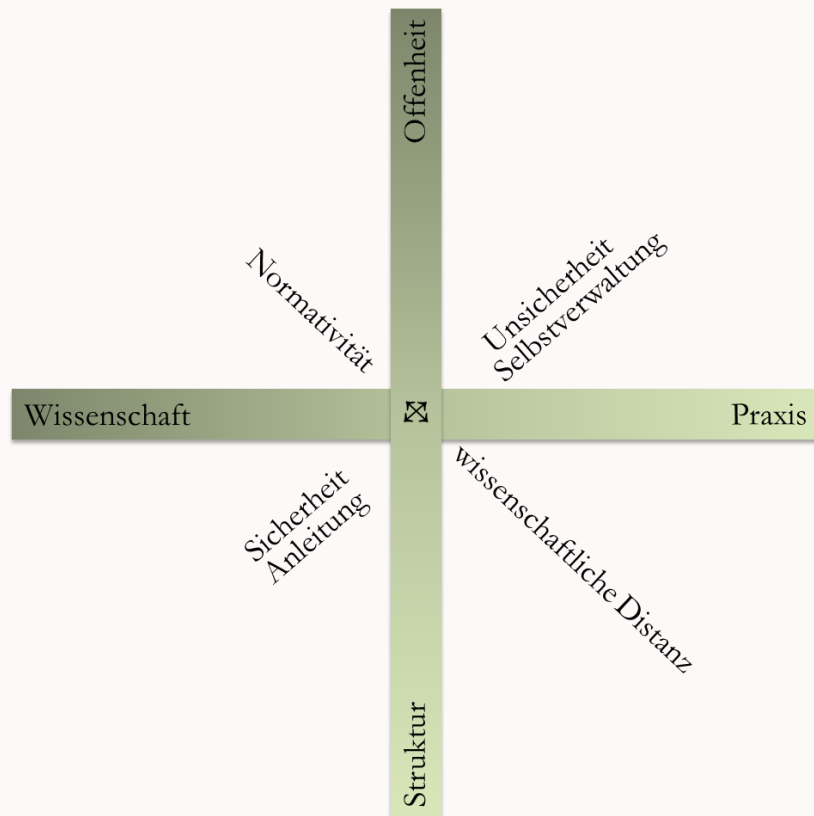 Offenheit
Normativität
Unsicherheit
Selbstverwaltung
Wissenschaft
Praxis
Sicherheit
Anleitung
wissenschaftliche Distanz
Struktur